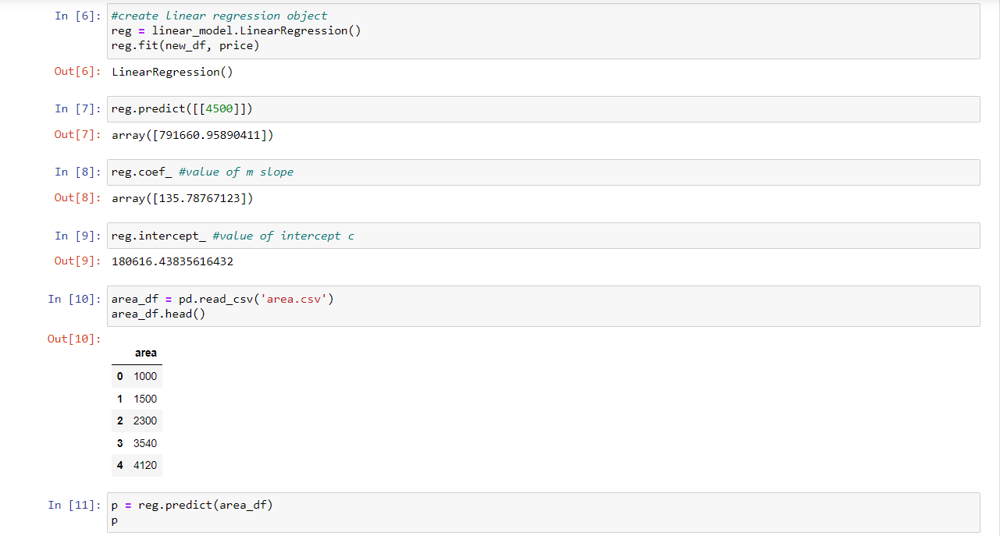 In [6]: #create linear regression object
reg = linear_model.LinearRegression()
reg.fit(new_df, price)
Out[6]: LinearRegression()
In [7]: reg.predict([[4500]])
Out[7]: array([791660.95890411])
In [8]: reg.coef_ #value of m slope
Out[8]: array([135.78767123])
In [9]: reg.intercept_ #value of intercept c
Out[9]: 180616.43835616432
In [10]: area_df = pd.read_csv('area.csv')
area_df.head()
Out[10]:
area
0 1000
1 1500
2 2300
3 3540
4 4120
In [11]: p = reg.predict(area_df)
p